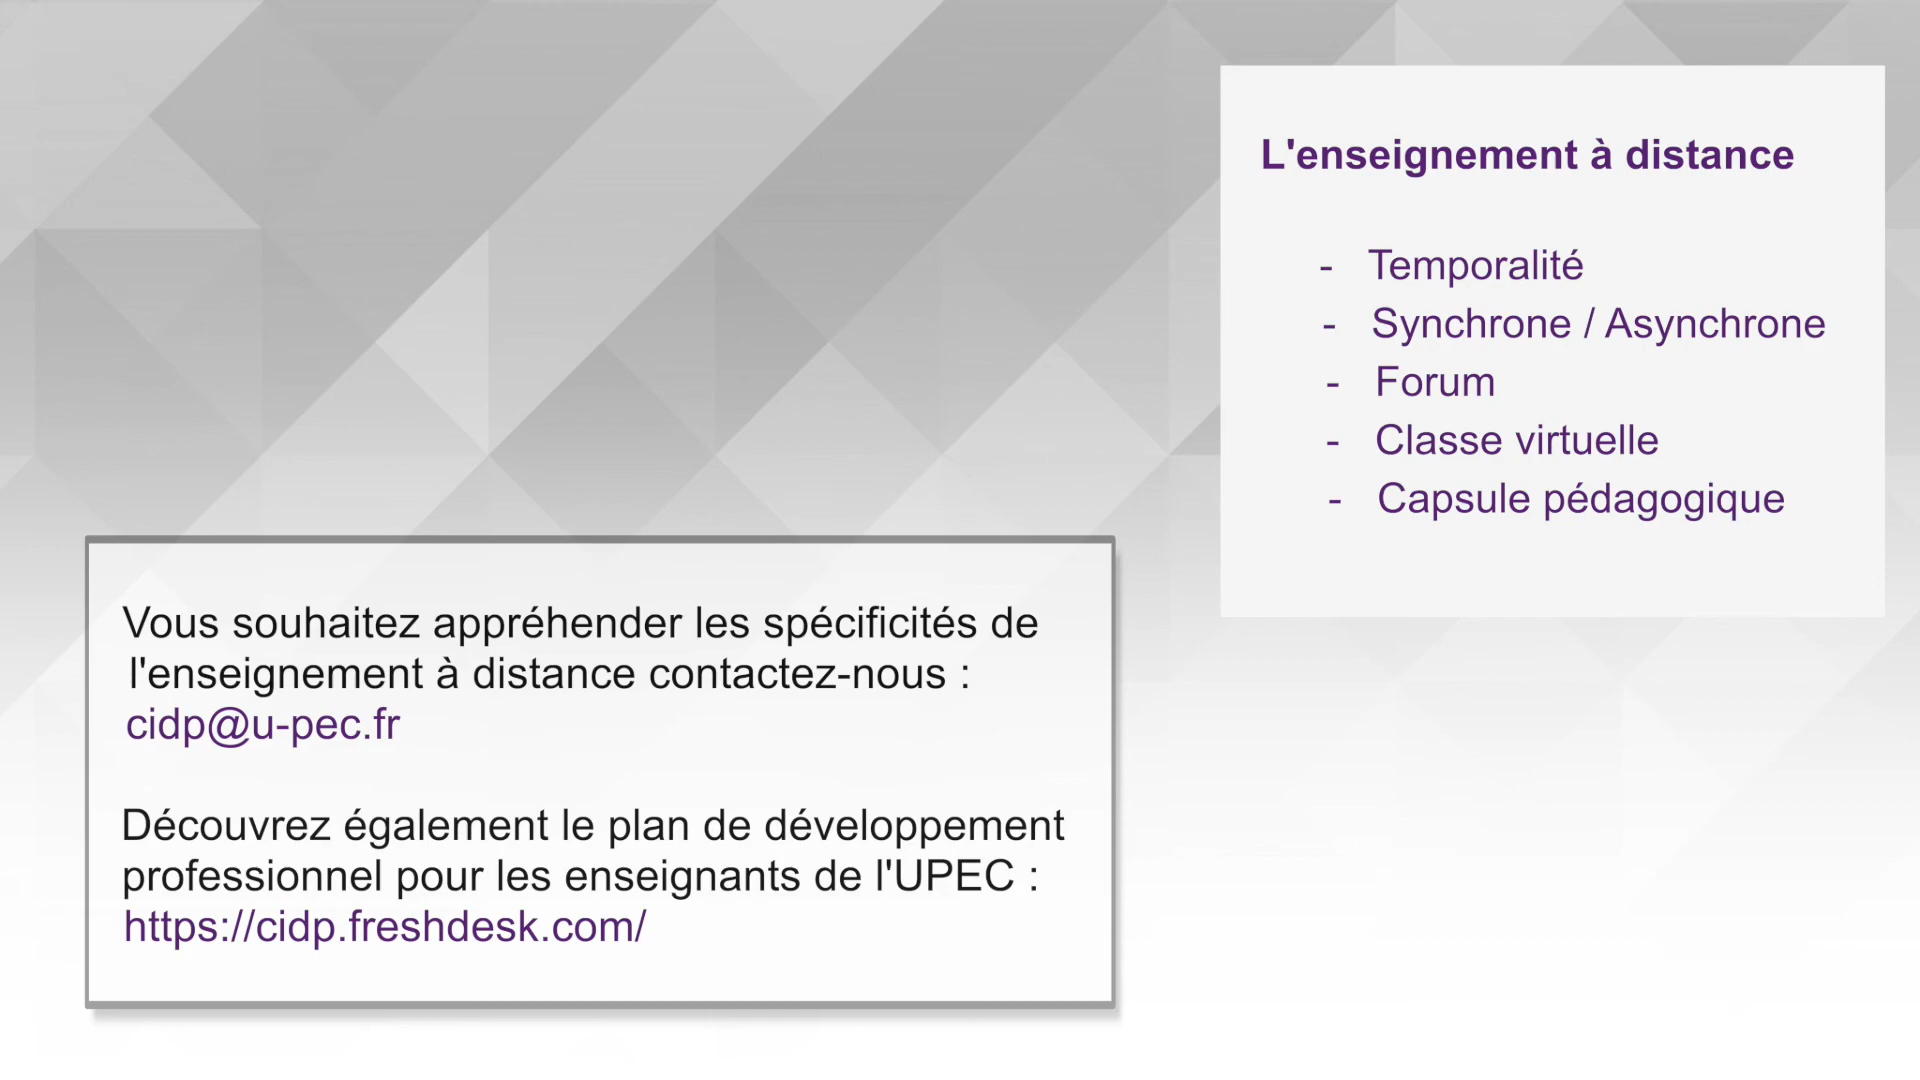 L'enseignement à distance
- Temporalité
- Synchrone / Asynchrone
- Forum
- Classe virtuelle
- Capsule pédagogique
Vous souhaitez appréhender les spécificités de
l'enseignement à distance contactez-nous :
cidp@u-pec.fr
Découvrez également le plan de développement
professionnel pour les enseignants de l'UPEC :
https://cidp.freshdesk.com/